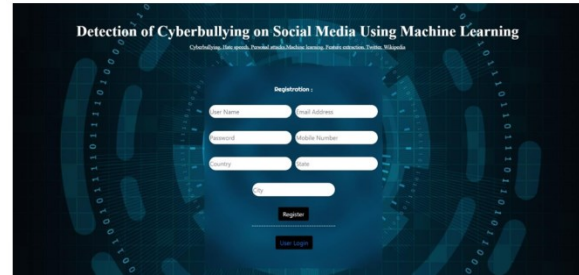 Detection of Cyberbullying on Social Media Using Machine Learning
Cyberbullying, Hate speech, Personal attacks,Machine learning, Feature extraction, Twitter, Wikipedia
Registration :
User Name Email Address
Password Mobile Number
Country State
City
Register
User Login